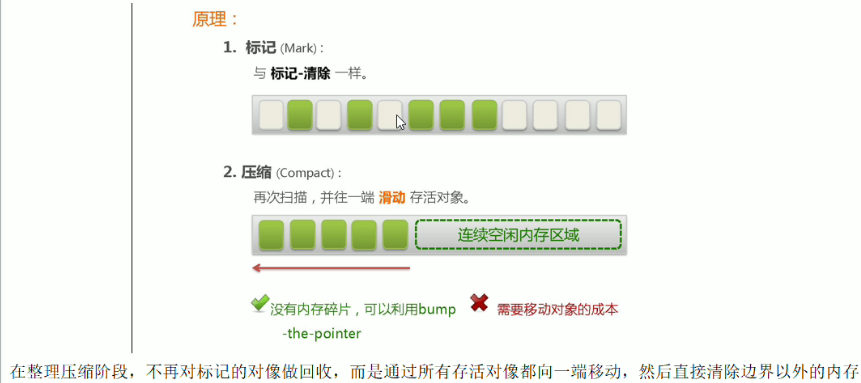 原理：
1. 标记 (Mark)：
与 标记-清除 一样。
2. 压缩 (Compact)：
再次扫描，并往一端 滑动 存活对象。
连续空闲内存区域
没有内存碎片，可以利用bump
-the-pointer
需要移动对象的成本
在整理压缩阶段，不再对标记的对像做回收，而是通过所有存活对像都向一端移动，然后直接清除边界以外的内存